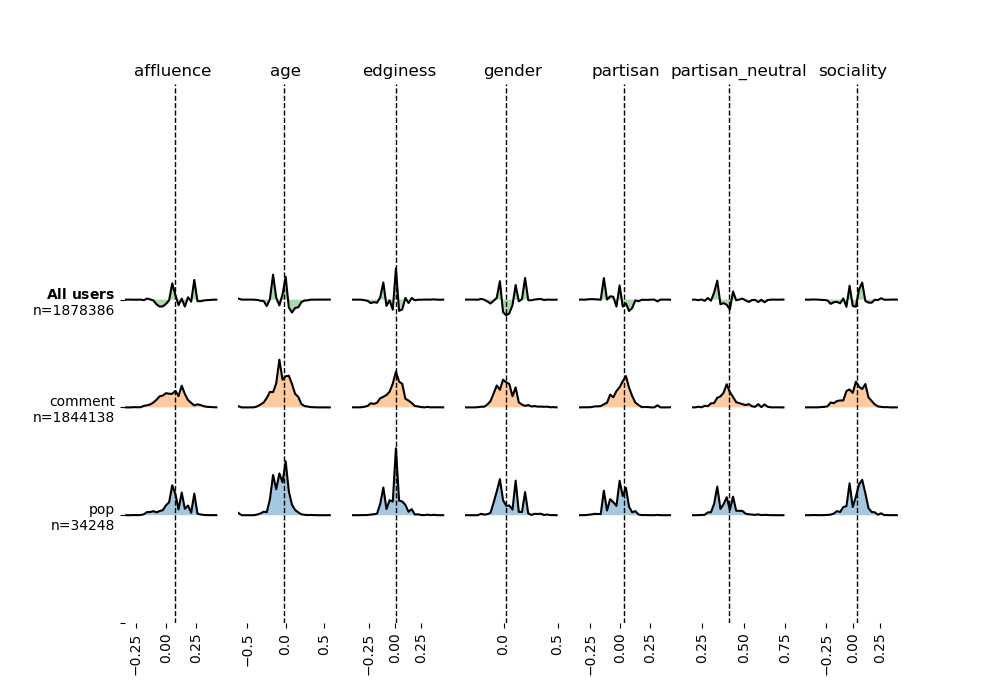 affluence age edginess gender partisan partisan_neutral sociality
All users
n=1878386
comment
n=1844138
pop
n=34248
−0.25 0.00 0.25 −0.5 0.0 0.5 −0.25 0.00 0.25 0.0 0.5 −0.25 0.00 0.25 0.25 0.50 0.75 −0.25 0.00 0.25